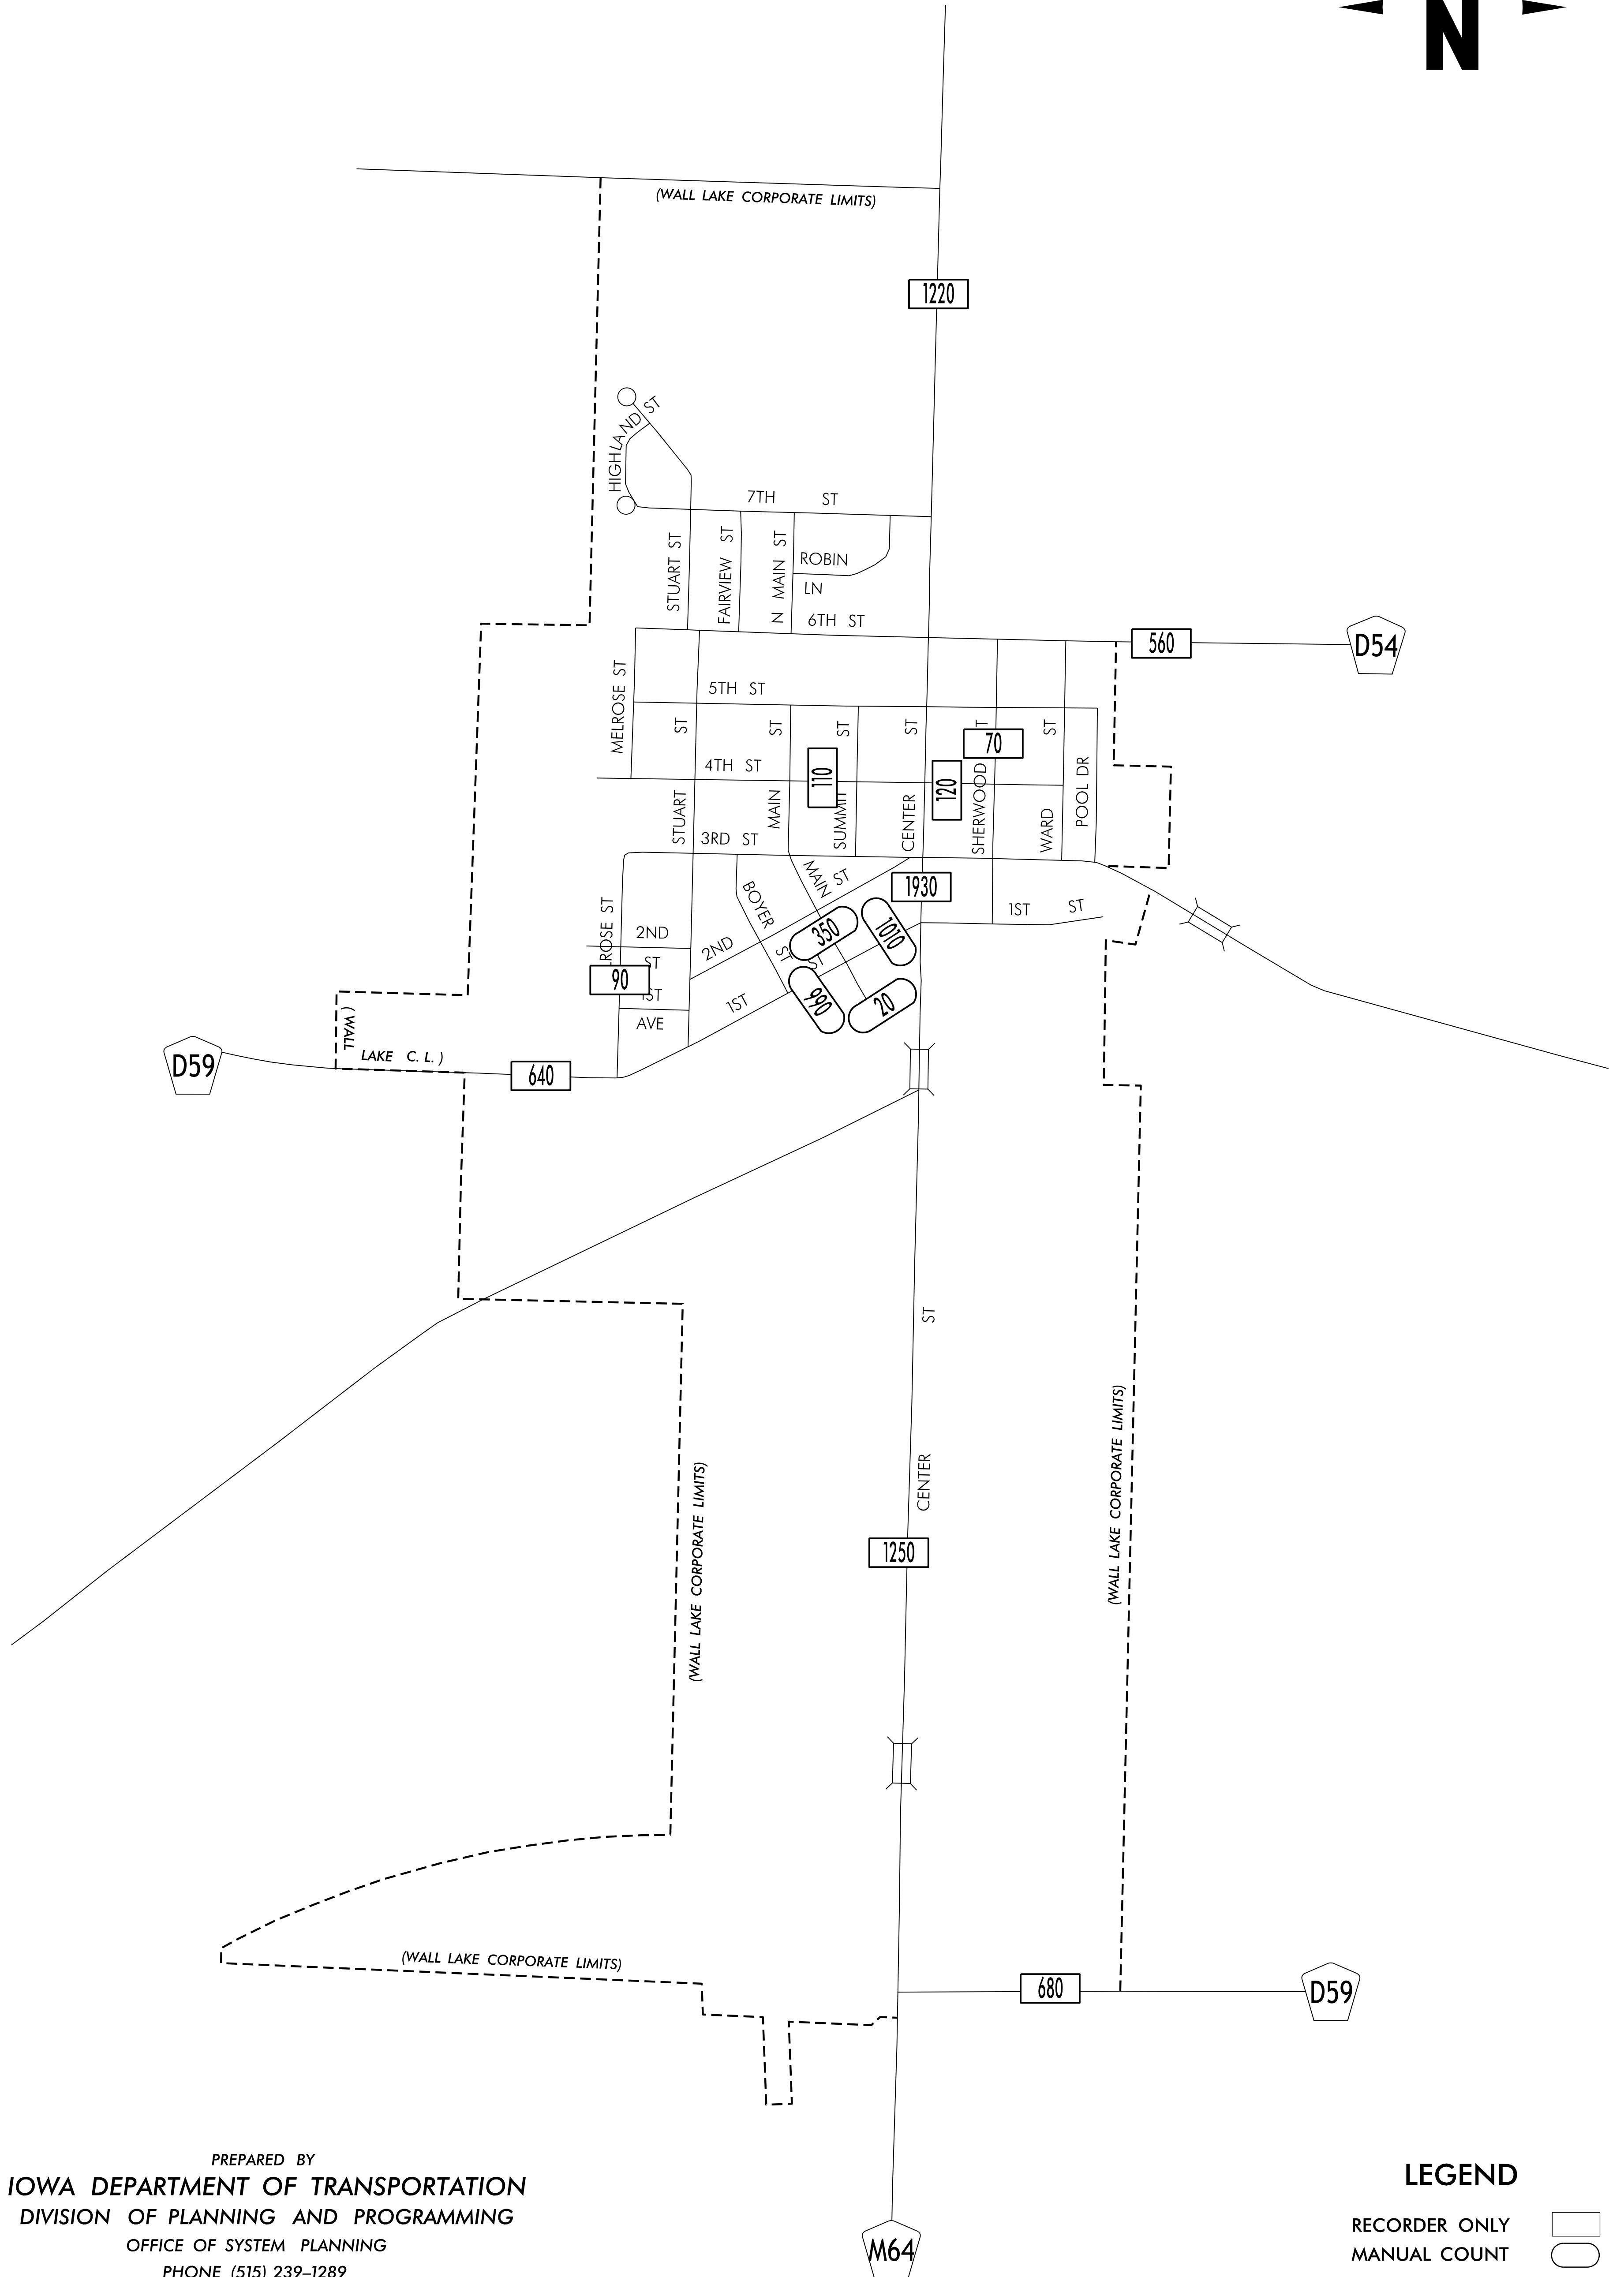 N
(WALL LAKE CORPORATE LIMITS)
1220
HIGHLAND ST
7TH ST
STUART ST
FAIRVIEW ST
N MAIN ST
ROBIN
LN
6TH ST
560
D54
MELROSE ST
5TH ST
ST
ST
ST
ST
ST
ST
70
4TH ST
110
120
POOL DR
STUART
MAIN
SUMMIT
CENTER
SHERWOOD
WARD
3RD ST
MAIN
ST
BOYER
ST
1930
1ST ST
350
1010
2ND
ST
2ND
ST
90
1ST
AVE
1ST
990
20
(WALL
LAKE C. L.)
D59
640
ST
CENTER
(WALL LAKE CORPORATE LIMITS)
(WALL LAKE CORPORATE LIMITS)
1250
(WALL LAKE CORPORATE LIMITS)
680
D59
M64
PREPARED BY
IOWA DEPARTMENT OF TRANSPORTATION
DIVISION OF PLANNING AND PROGRAMMING
OFFICE OF SYSTEM PLANNING
PHONE (515) 239-1289
LEGEND
RECORDER ONLY
MANUAL COUNT